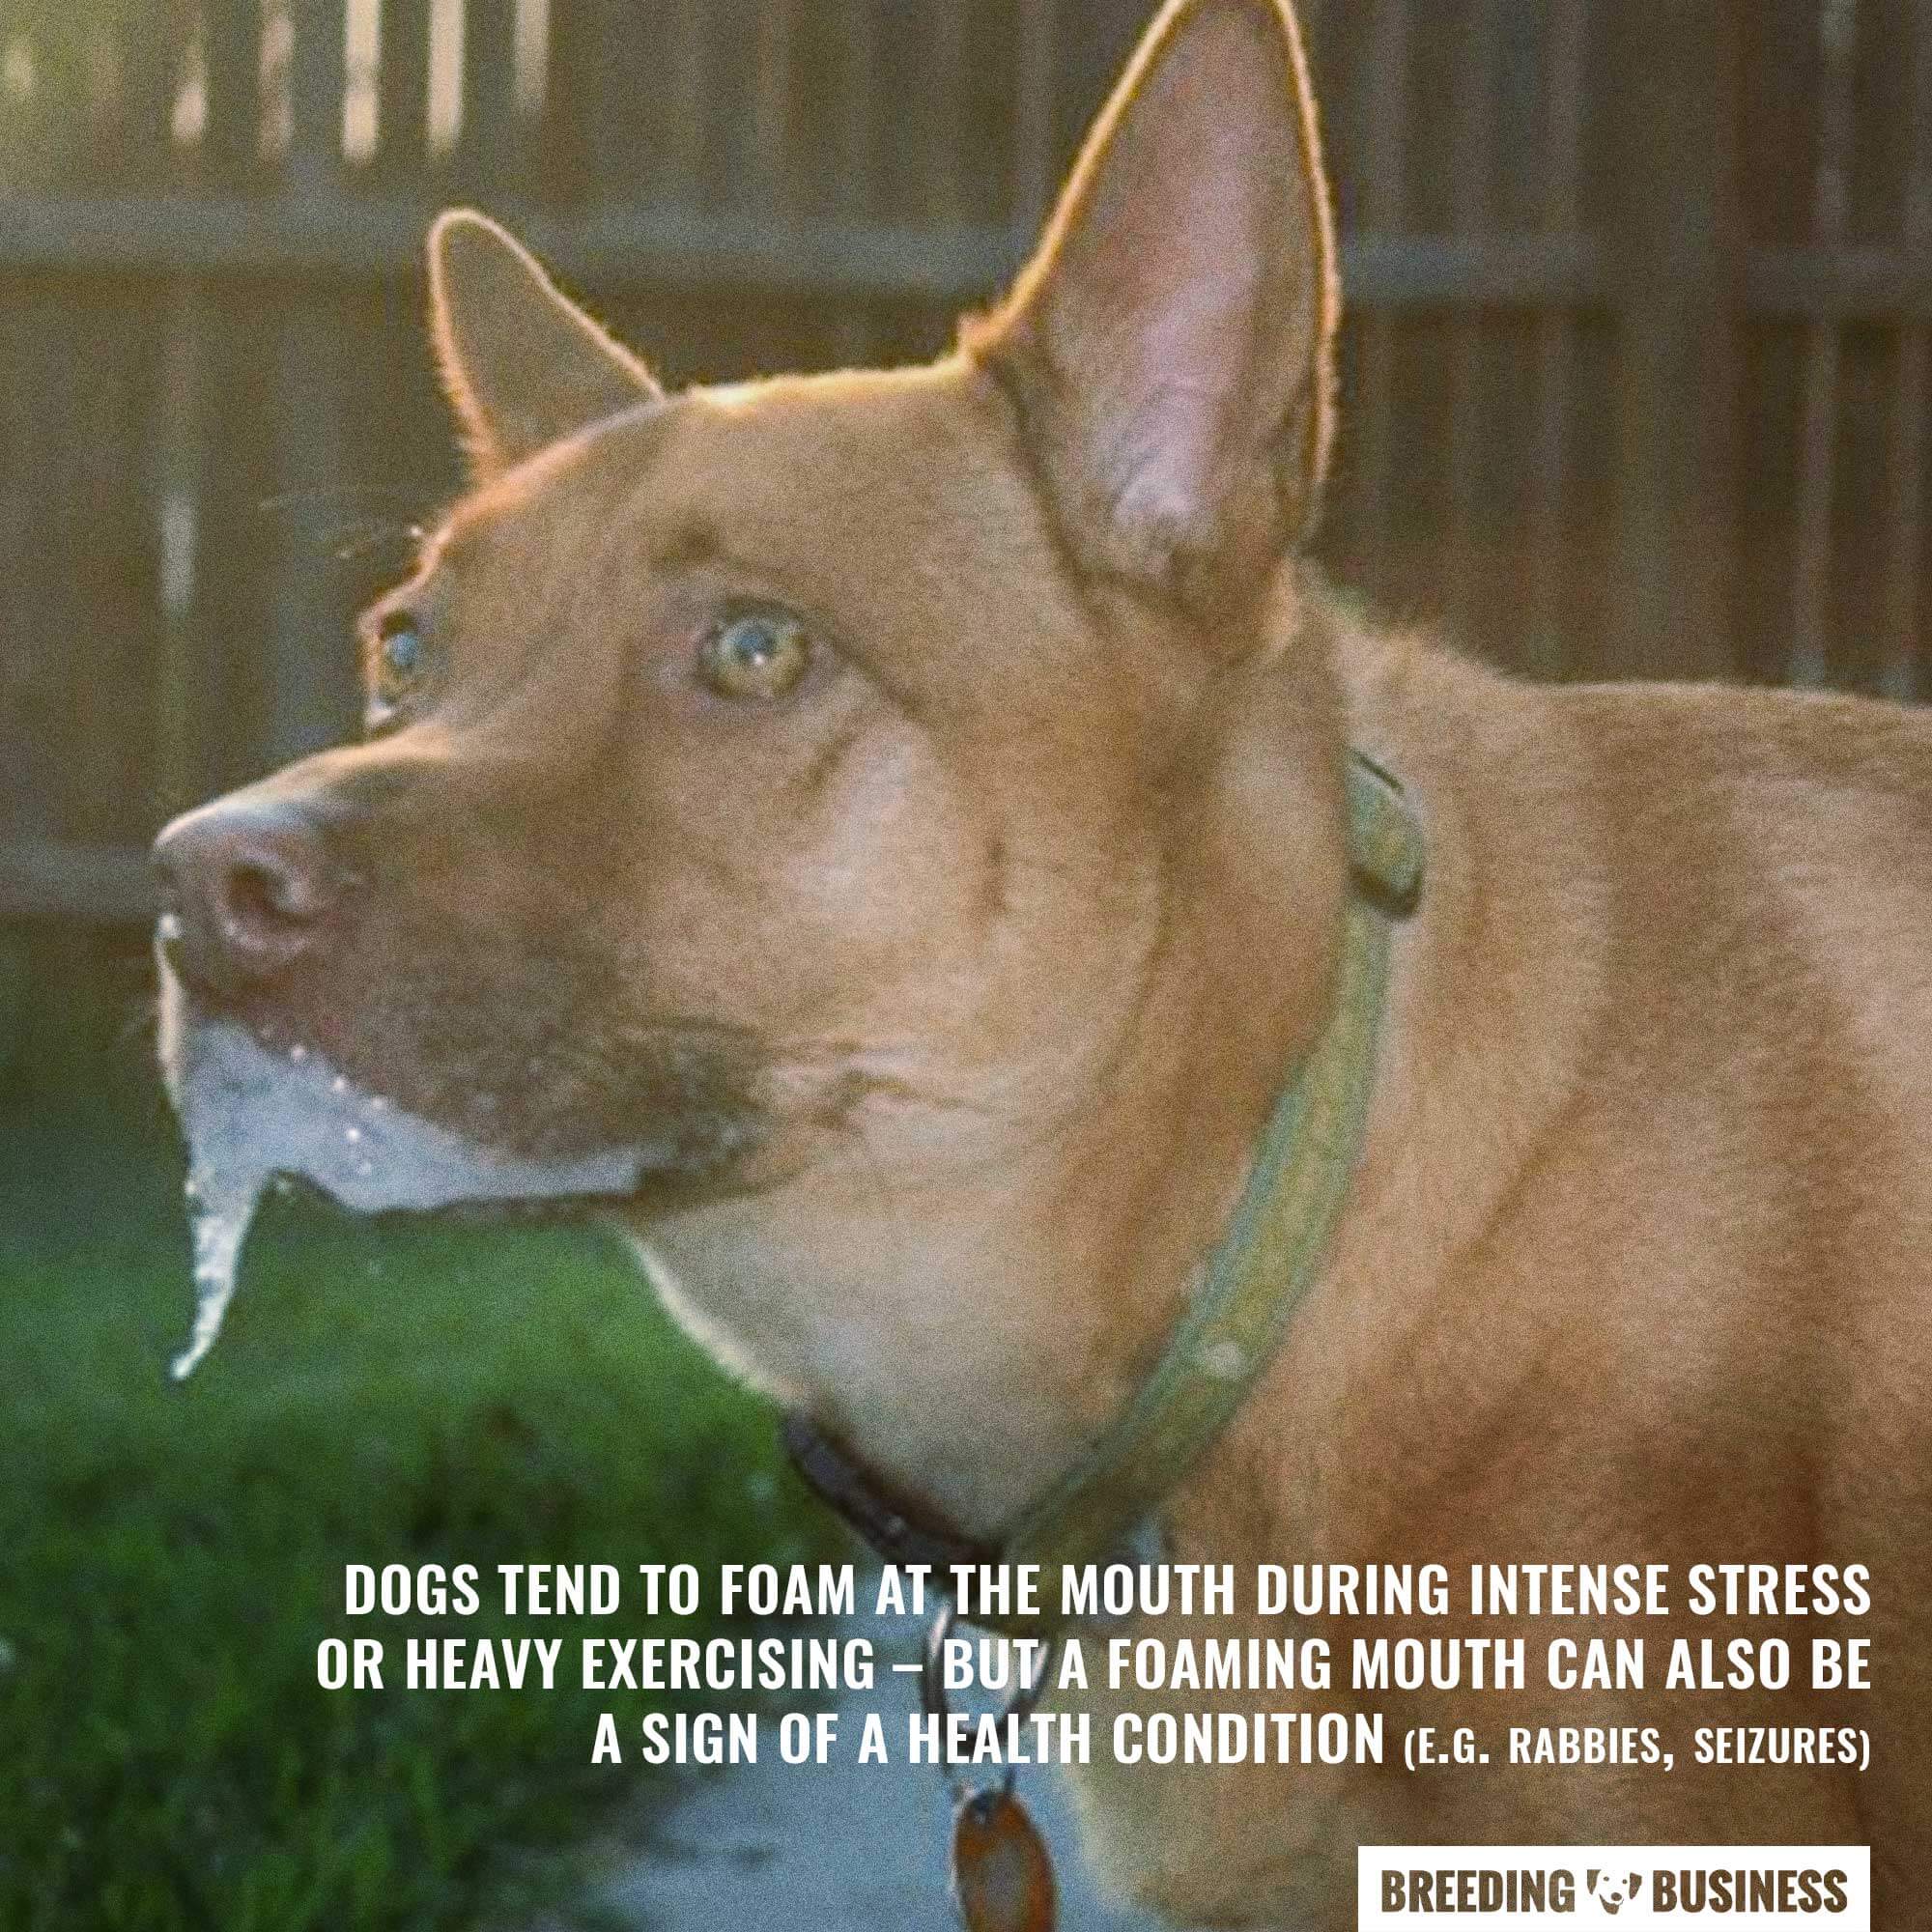 DOGS TEND TO FOAM AT THE MOUTH DURING INTENSE STRESS
OR HEAVY EXERCISING – BUT A FOAMING MOUTH CAN ALSO BE
A SIGN OF A HEALTH CONDITION (E.G. RABBIES, SEIZURES)
BREEDING BUSINESS